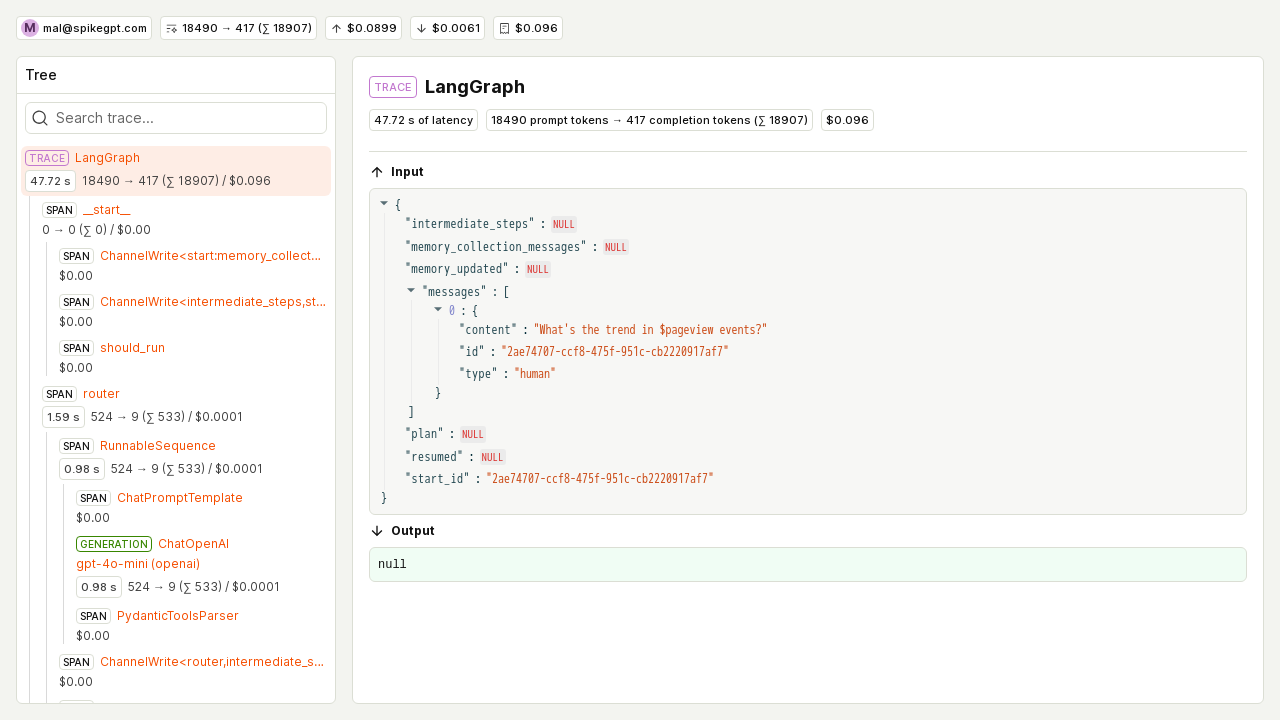 M mal@spikegpt.com 18490 → 417 (∑ 18907) ↑ $0.0899 ↓ $0.0061 $0.096
Tree
Search trace...
TRACE LangGraph
47.72 s 18490 → 417 (∑ 18907) / $0.096
SPAN __start__
0 → 0 (∑ 0) / $0.00
SPAN ChannelWrite<start:memory_collect...
$0.00
SPAN ChannelWrite<intermediate_steps,st...
$0.00
SPAN should_run
$0.00
SPAN router
1.59 s 524 → 9 (∑ 533) / $0.0001
SPAN RunnableSequence
0.98 s 524 → 9 (∑ 533) / $0.0001
SPAN ChatPromptTemplate
$0.00
GENERATION ChatOpenAI
gpt-4o-mini (openai)
0.98 s 524 → 9 (∑ 533) / $0.0001
SPAN PydanticToolsParser
$0.00
SPAN ChannelWrite<router,intermediate_s...
$0.00
TRACE LangGraph
47.72 s of latency 18490 prompt tokens → 417 completion tokens (∑ 18907) $0.096
↑ Input
{
"intermediate_steps" : NULL
"memory_collection_messages" : NULL
"memory_updated" : NULL
"messages" : [
0 : {
"content" : "What's the trend in $pageview events?"
"id" : "2ae74707-ccf8-475f-951c-cb2220917af7"
"type" : "human"
}
]
"plan" : NULL
"resumed" : NULL
"start_id" : "2ae74707-ccf8-475f-951c-cb2220917af7"
}
↓ Output
null